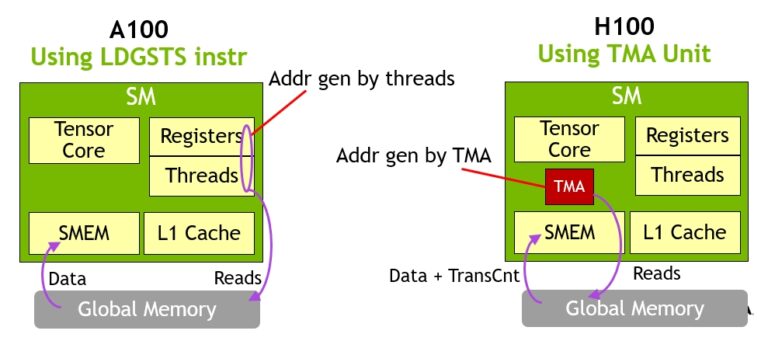 A100
Using LDGSTS instr
Addr gen by threads
SM
Tensor
Core
Registers
Threads
SMEM
L1 Cache
Data
Reads
Global Memory
H100
Using TMA Unit
Addr gen by TMA
SM
Tensor
Core
Registers
Threads
TMA
SMEM
L1 Cache
Data + TransCnt
Reads
Global Memory